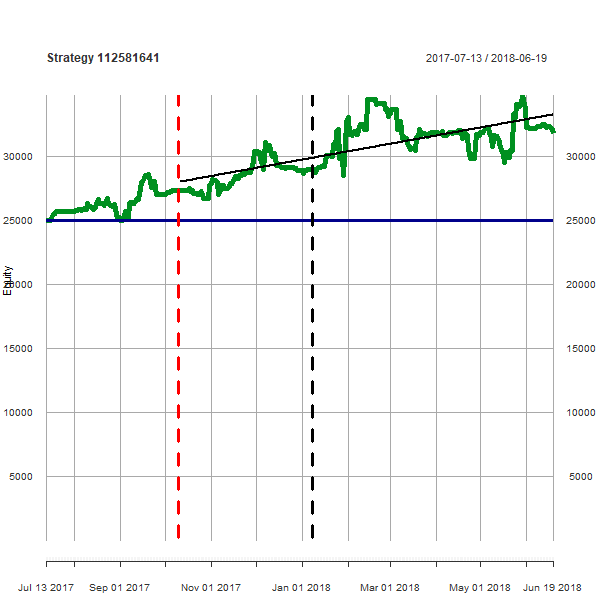 Strategy 112581641 2017-07-13 / 2018-06-19
30000 30000
25000 25000
Equity
20000 20000
15000 15000
10000 10000
5000 5000
Jul 13 2017 Sep 01 2017 Nov 01 2017 Jan 01 2018 Mar 01 2018 May 01 2018 Jun 19 2018